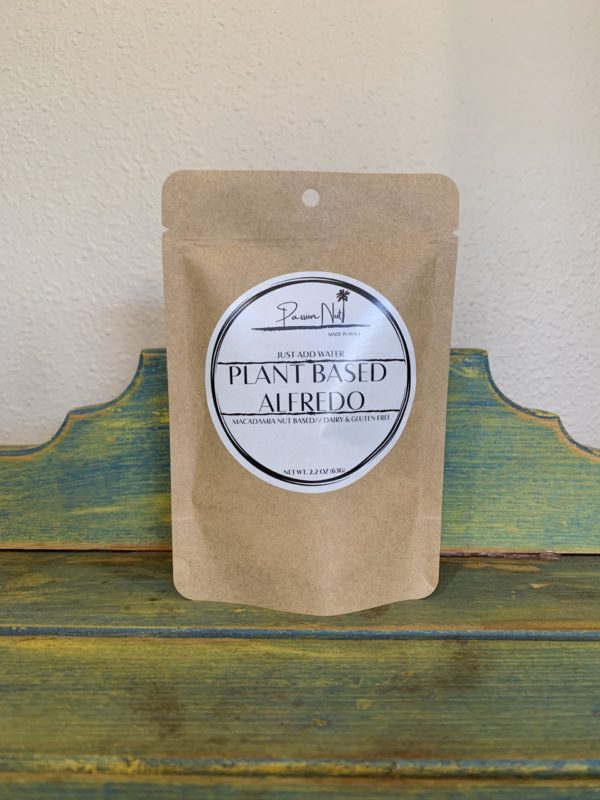 Passion Nut
MADE IN MAUI
JUST ADD WATER
PLANT BASED
ALFREDO
MACADAMIA NUT BASED// DAIRY & GLUTEN FREE
NET WT. 2.2 OZ (63G)